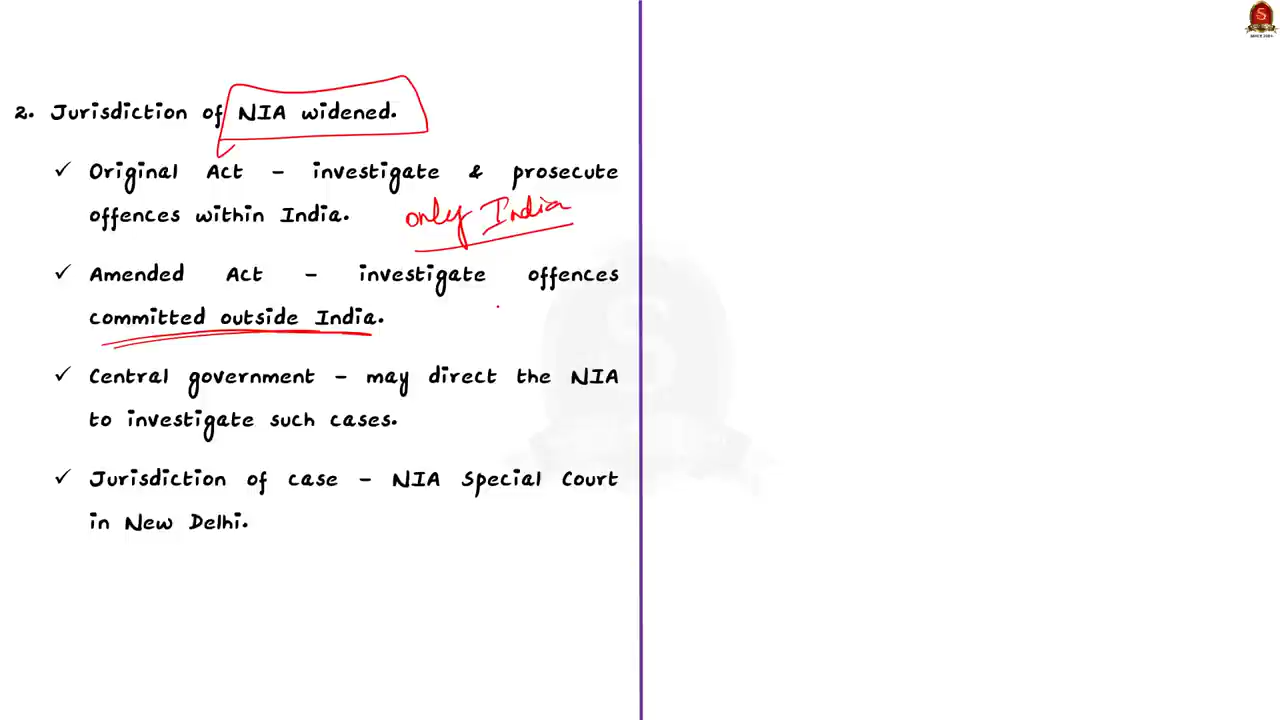 2. Jurisdiction of NIA widened.
✓ Original Act - investigate & prosecute
offences within India.
only India
✓ Amended Act - investigate offences
committed outside India.
✓ Central government - may direct the NIA
to investigate such cases.
✓ Jurisdiction of case - NIA Special Court
in New Delhi.